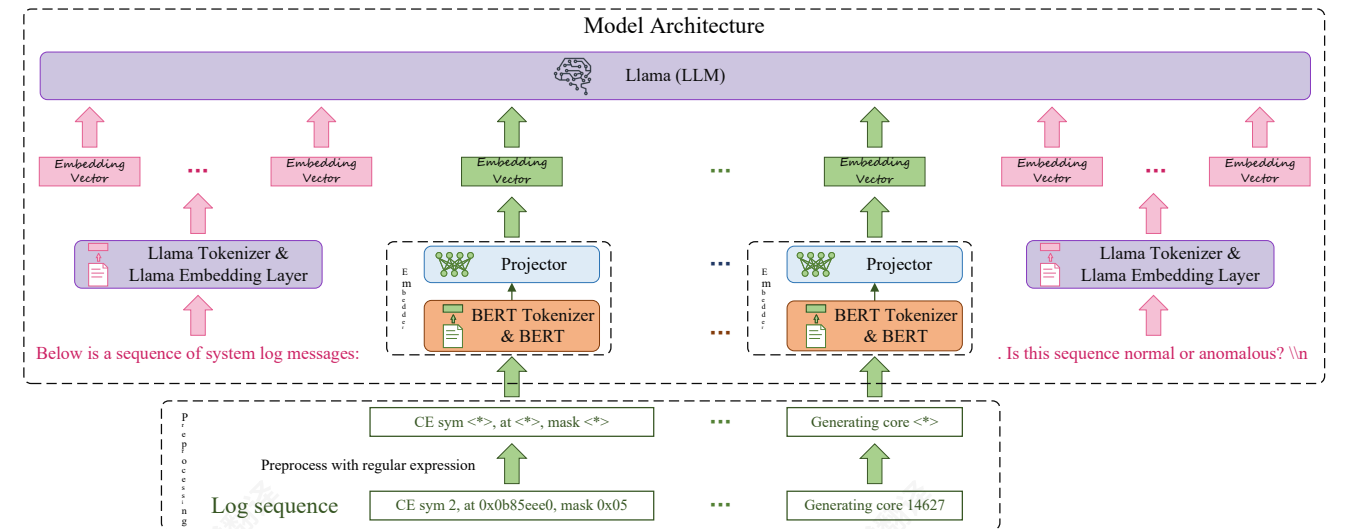 Model Architecture
Llama (LLM)
Embedding
Vector
...
Embedding
Vector
Embedding
Vector
...
Embedding
Vector
Embedding
Vector
...
Embedding
Vector
Llama Tokenizer &
Llama Embedding Layer
Embedder
Projector
BERT Tokenizer
& BERT
...
...
Embedder
Projector
BERT Tokenizer
& BERT
Llama Tokenizer &
Llama Embedding Layer
Below is a sequence of system log messages:
. Is this sequence normal or anomalous? \\n
Preprocessing
CE sym <*>, at <*>, mask <*>
...
Generating core <*>
Preprocess with regular expression
Log sequence
CE sym 2, at 0x0b85eee0, mask 0x05
...
Generating core 14627